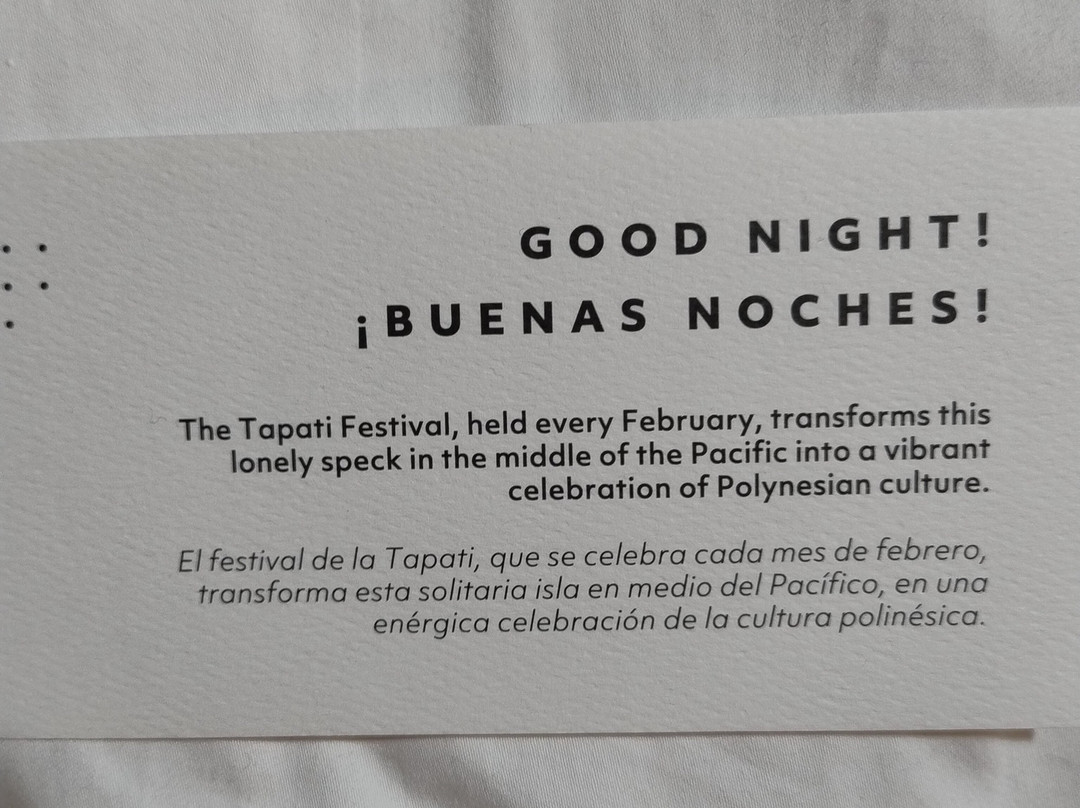 GOOD NIGHT!
¡BUENAS NOCHES!
The Tapati Festival, held every February, transforms this
lonely speck in the middle of the Pacific into a vibrant
celebration of Polynesian culture.
El festival de la Tapati, que se celebra cada mes de febrero,
transforma esta solitaria isla en medio del Pacífico, en una
enérgica celebración de la cultura polinésica.